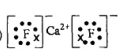 ) [F x]⁻ Ca²⁺ [x F]⁻